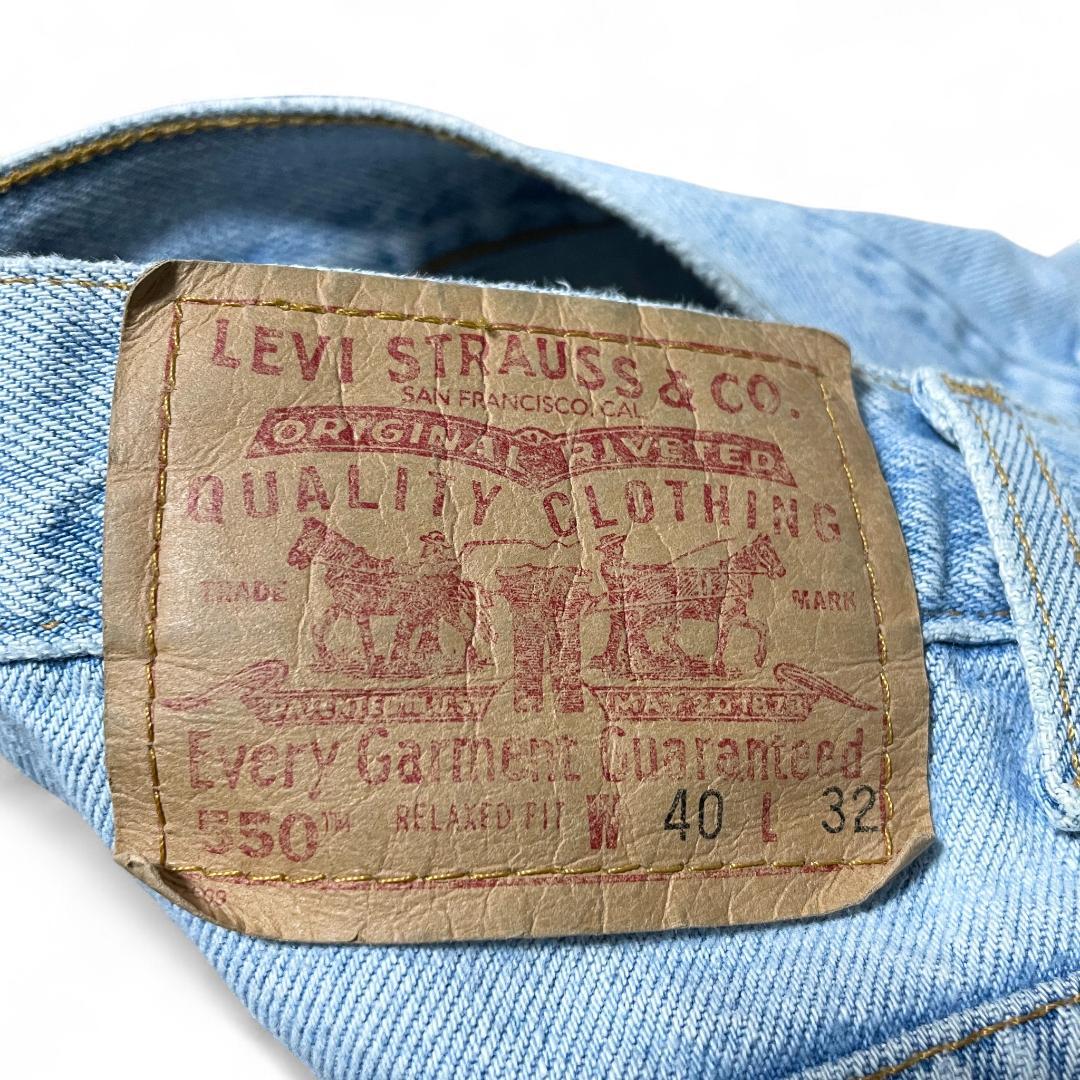 LEVI STRAUSS & CO.
SAN FRANCISCO, CAL.
ORIGINAL RIVETED
QUALITY CLOTHING
TRADE MARK
MAY 20 1873
Every Garment Guaranteed
550™ RELAXED FIT W 40 L 32